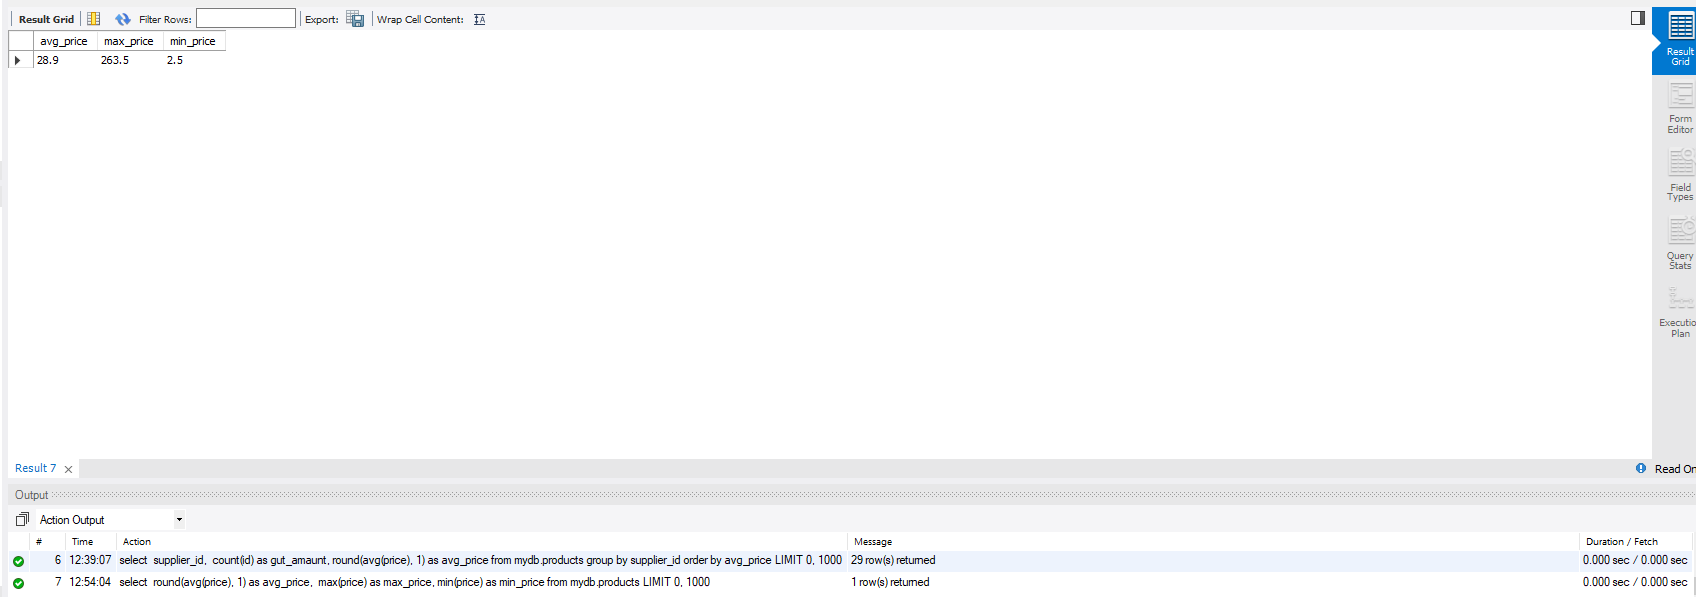 Result Grid Filter Rows: Export: Wrap Cell Content:
avg_price max_price min_price
28.9 263.5 2.5
Result
Grid
Form
Editor
Field
Types
Query
Stats
Executio
Plan
Result 7 Read On
Output
Action Output
# Time Action Message Duration / Fetch
6 12:39:07 select supplier_id, count(id) as gut_amaunt, round(avg(price), 1) as avg_price from mydb.products group by supplier_id order by avg_price LIMIT 0, 1000 29 row(s) returned 0.000 sec / 0.000 sec
7 12:54:04 select round(avg(price), 1) as avg_price, max(price) as max_price, min(price) as min_price from mydb.products LIMIT 0, 1000 1 row(s) returned 0.000 sec / 0.000 sec